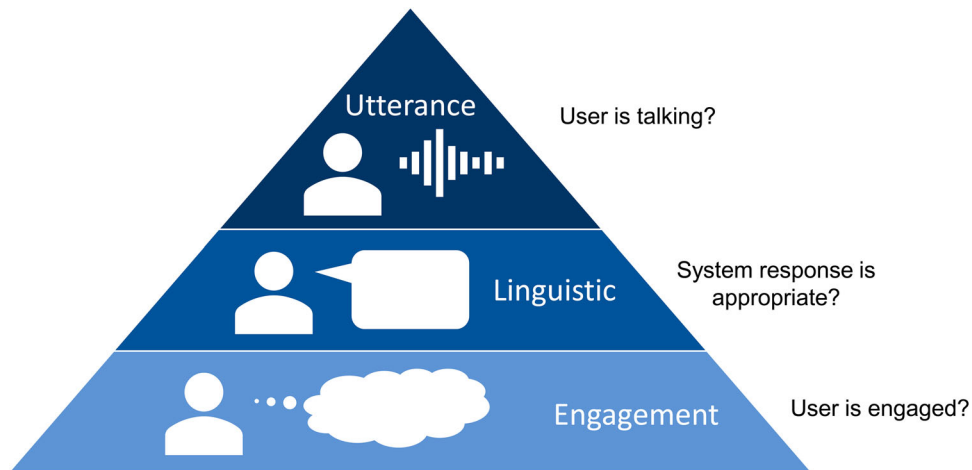 Utterance
User is talking?
Linguistic
System response is
appropriate?
Engagement
User is engaged?